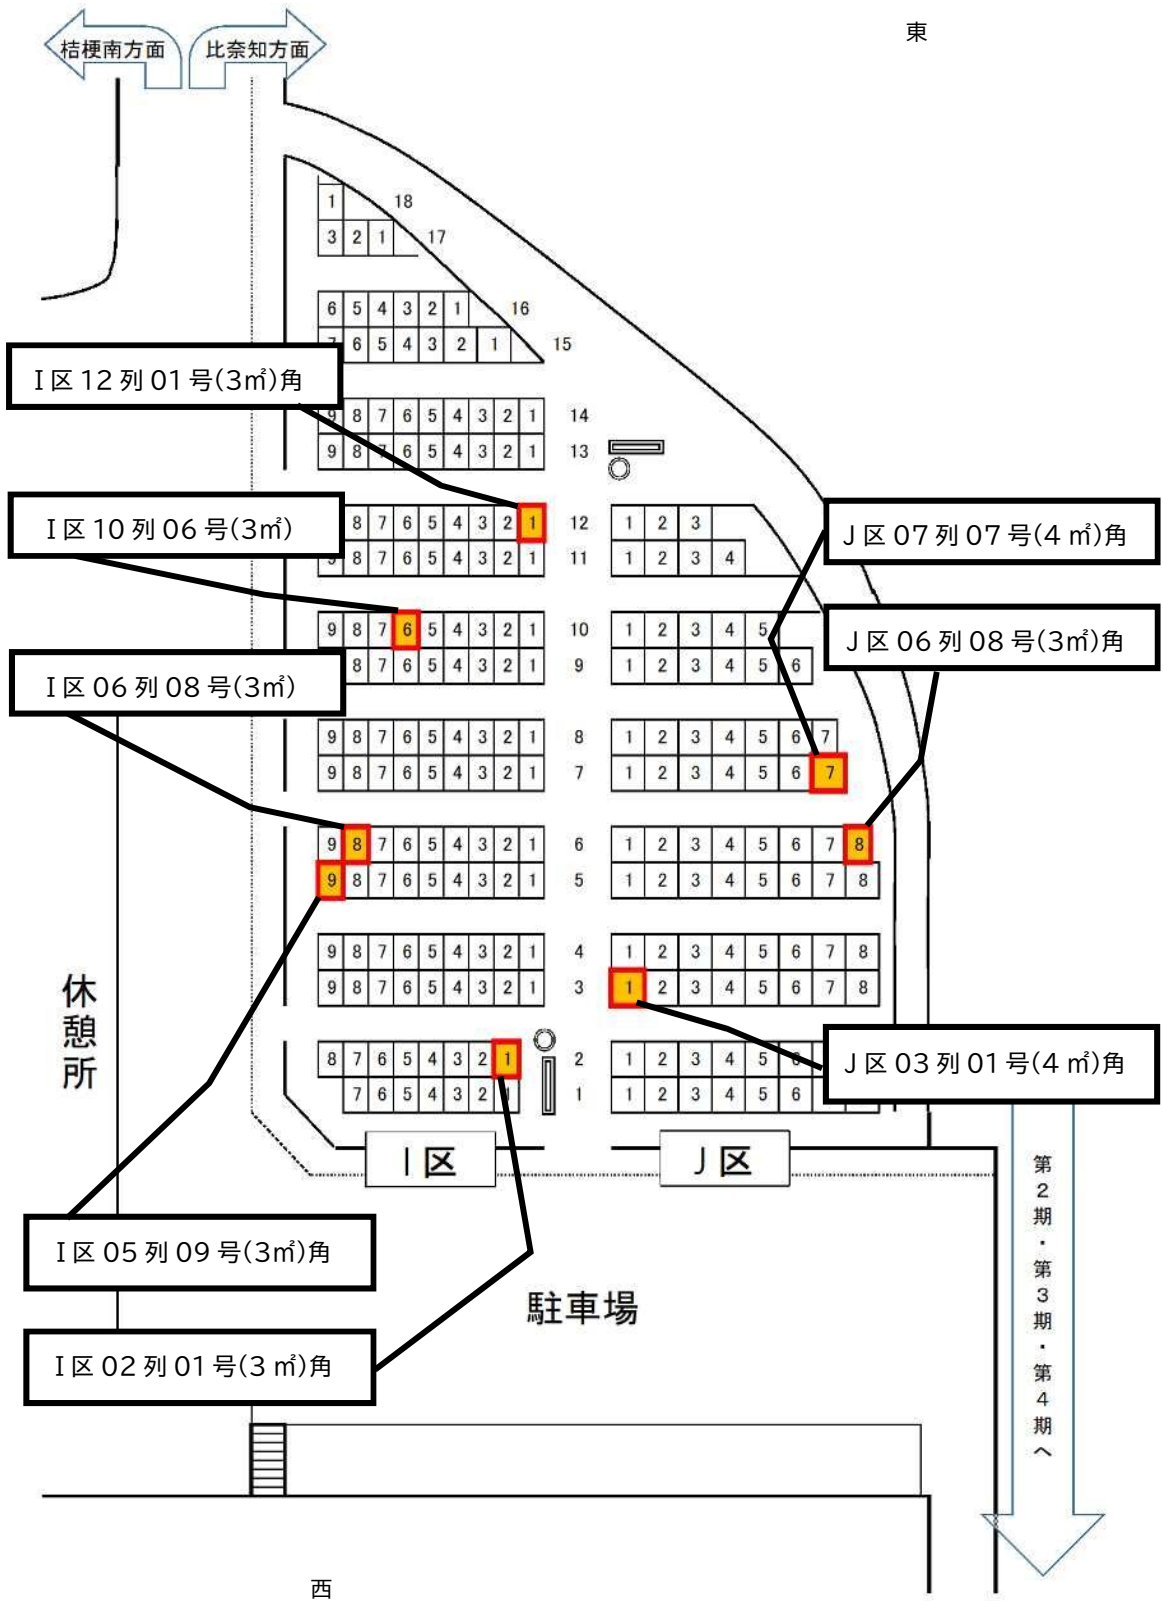 東
桔梗南方面 比奈知方面
1 18
3 2 1 17
6 5 4 3 2 1 16
6 5 4 3 2 1 15
I区12列01号(3㎡)角
9 8 7 6 5 4 3 2 1 14
9 8 7 6 5 4 3 2 1 13
I区10列06号(3㎡)
8 7 6 5 4 3 2 1 12 1 2 3
J区07列07号(4㎡)角
9 8 7 6 5 4 3 2 1 11 1 2 3 4
9 8 7 6 5 4 3 2 1 10 1 2 3 4 5
J区06列08号(3㎡)角
8 7 6 5 4 3 2 1 9 1 2 3 4 5 6
I区06列08号(3㎡)
9 8 7 6 5 4 3 2 1 8 1 2 3 4 5 6 7
9 8 7 6 5 4 3 2 1 7 1 2 3 4 5 6 7
9 8 7 6 5 4 3 2 1 6 1 2 3 4 5 6 7 8
9 8 7 6 5 4 3 2 1 5 1 2 3 4 5 6 7 8
9 8 7 6 5 4 3 2 1 4 1 2 3 4 5 6 7 8
9 8 7 6 5 4 3 2 1 3 1 2 3 4 5 6 7 8
休憩所
8 7 6 5 4 3 2 1 2 1 2 3 4 5 6
J区03列01号(4㎡)角
7 6 5 4 3 2 1 1 1 2 3 4 5 6
I区 J区
第2期・第3期・第4期へ
I区05列09号(3㎡)角
駐車場
I区02列01号(3㎡)角
西